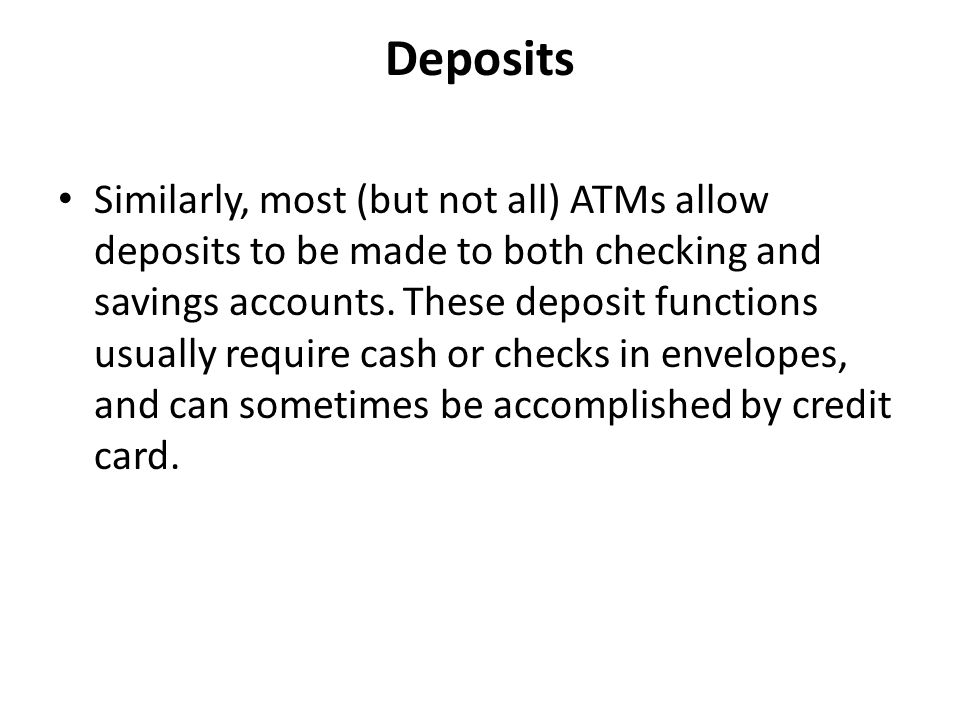 Deposits
• Similarly, most (but not all) ATMs allow
deposits to be made to both checking and
savings accounts. These deposit functions
usually require cash or checks in envelopes,
and can sometimes be accomplished by credit
card.